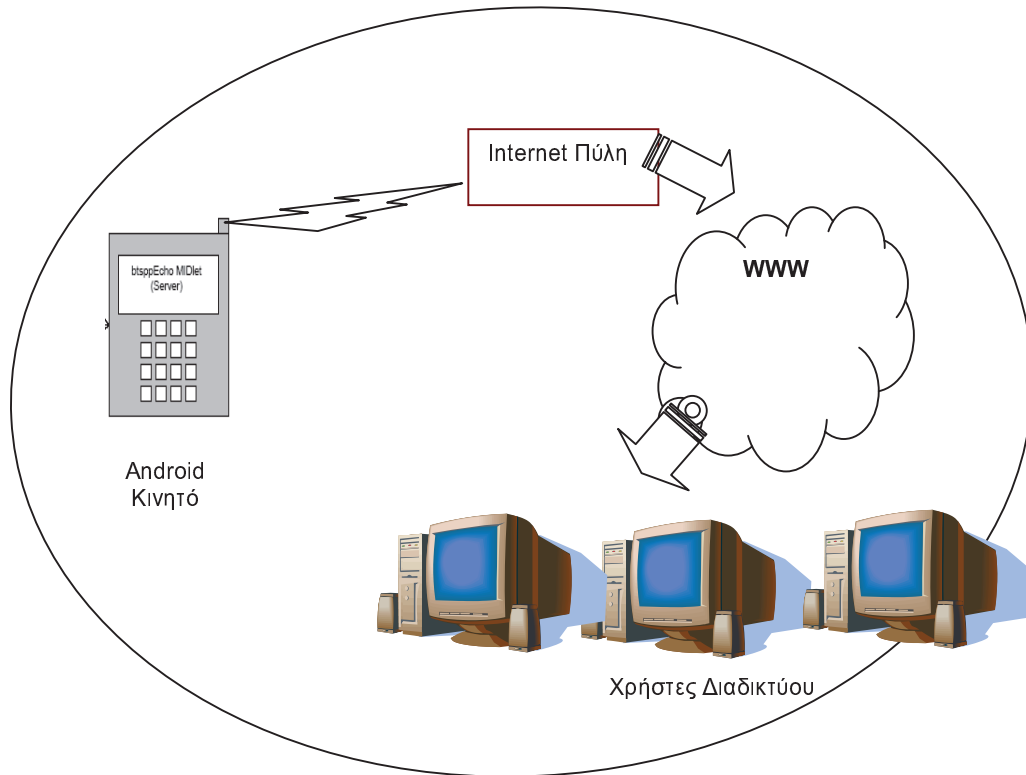 Internet Πύλη
WWW
btsppEcho MIDlet
(Server)
Android
Κινητό
Χρήστες Διαδικτύου